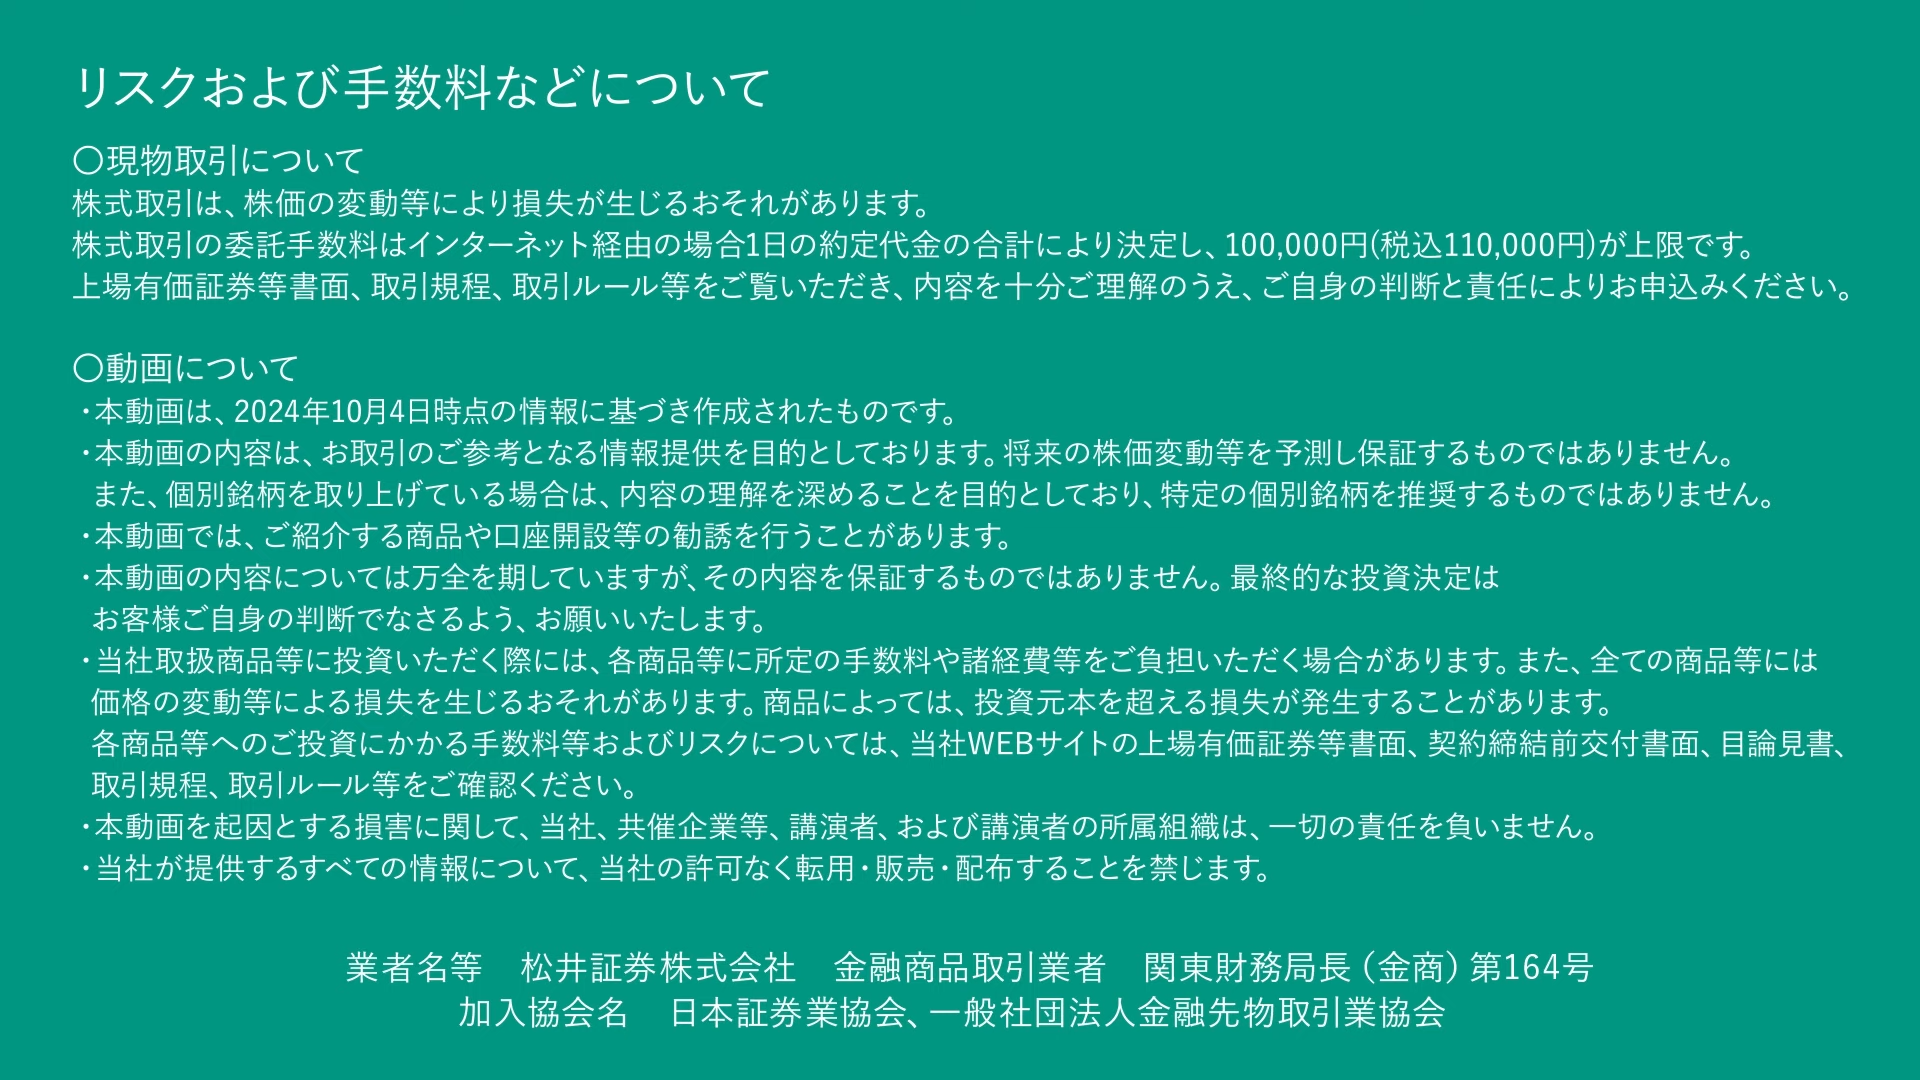 リスクおよび手数料などについて
〇現物取引について
株式取引は、株価の変動等により損失が生じるおそれがあります。
株式取引の委託手数料はインターネット経由の場合1日の約定代金の合計により決定し、100,000円(税込110,000円)が上限です。
上場有価証券等書面、取引規程、取引ルール等をご覧いただき、内容を十分ご理解のうえ、ご自身の判断と責任によりお申込みください。
〇動画について
・本動画は、2024年10月4日時点の情報に基づき作成されたものです。
・本動画の内容は、お取引のご参考となる情報提供を目的としております。将来の株価変動等を予測し保証するものではありません。
また、個別銘柄を取り上げている場合は、内容の理解を深めることを目的としており、特定の個別銘柄を推奨するものではありません。
・本動画では、ご紹介する商品や口座開設等の勧誘を行うことがあります。
・本動画の内容については万全を期していますが、その内容を保証するものではありません。最終的な投資決定は
お客様ご自身の判断でなさるよう、お願いいたします。
・当社取扱商品等に投資いただく際には、各商品等に所定の手数料や諸経費等をご負担いただく場合があります。また、全ての商品等には
価格の変動等による損失を生じるおそれがあります。商品によっては、投資元本を超える損失が発生することがあります。
各商品等へのご投資にかかる手数料等およびリスクについては、当社WEBサイトの上場有価証券等書面、契約締結前交付書面、目論見書、
取引規程、取引ルール等をご確認ください。
・本動画を起因とする損害に関して、当社、共催企業等、講演者、および講演者の所属組織は、一切の責任を負いません。
・当社が提供するすべての情報について、当社の許可なく転用・販売・配布することを禁じます。
業者名等　松井証券株式会社　金融商品取引業者　関東財務局長（金商）第164号
加入協会名　日本証券業協会、一般社団法人金融先物取引業協会